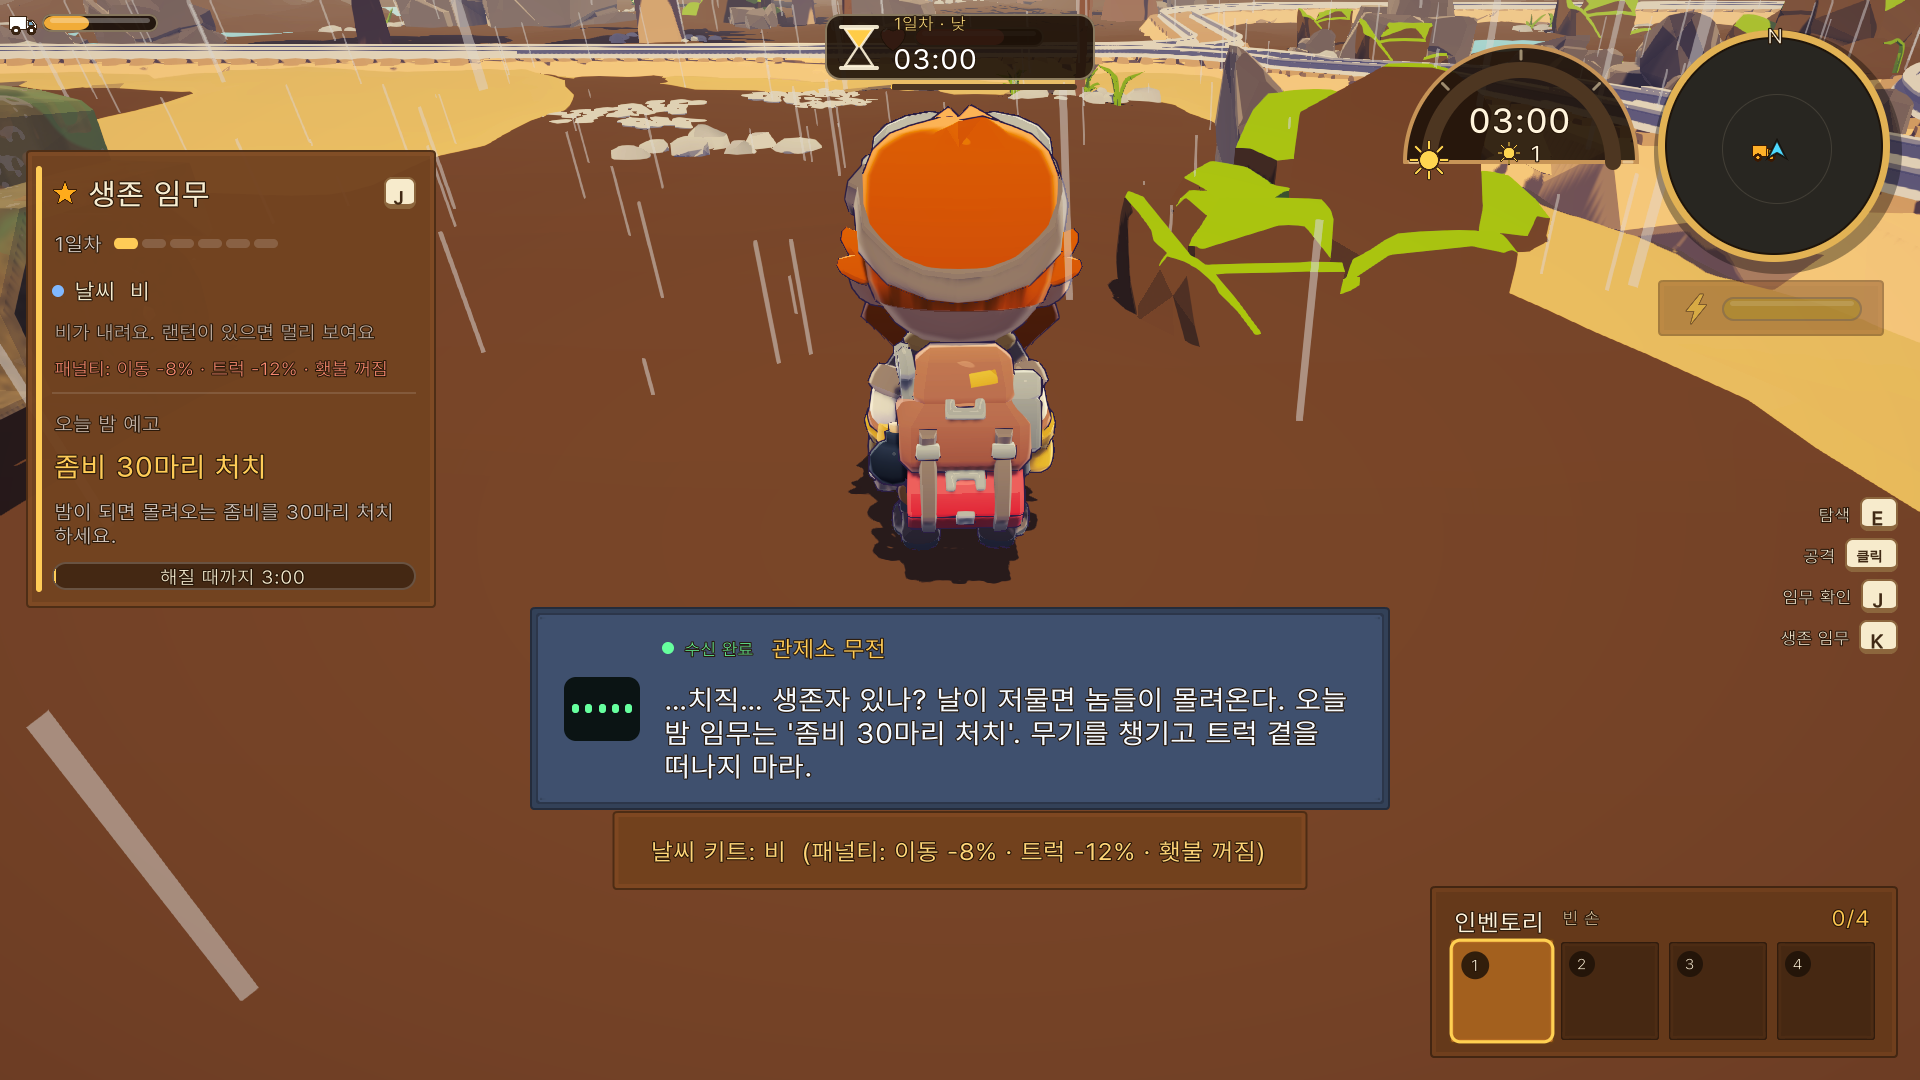 1일차 · 낮
03:00
N
03:00
1
생존 임무
J
1일차
날씨 비
비가 내려요. 랜턴이 있으면 멀리 보여요
패널티: 이동 -8% · 트럭 -12% · 횃불 꺼짐
오늘 밤 예고
좀비 30마리 처치
밤이 되면 몰려오는 좀비를 30마리 처치
하세요.
해질 때까지 3:00
탐색 E
공격 클릭
임무 확인 J
생존 임무 K
수신 완료 관제소 무전
...치직... 생존자 있나? 날이 저물면 놈들이 몰려온다. 오늘
밤 임무는 '좀비 30마리 처치'. 무기를 챙기고 트럭 곁을
떠나지 마라.
날씨 키트: 비 (패널티: 이동 -8% · 트럭 -12% · 횃불 꺼짐)
인벤토리 빈 손 0/4
1 2 3 4